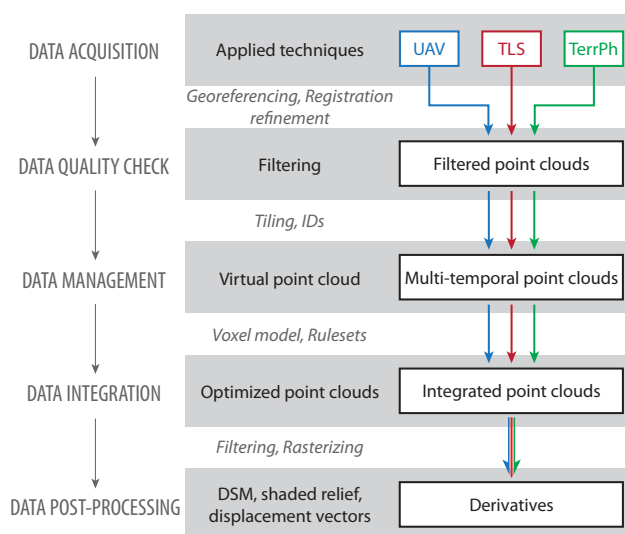 DATA ACQUISITION
Applied techniques
UAV
TLS
TerrPh
Georeferencing, Registration
refinement
DATA QUALITY CHECK
Filtering
Filtered point clouds
Tiling, IDs
DATA MANAGEMENT
Virtual point cloud
Multi-temporal point clouds
Voxel model, Rulesets
DATA INTEGRATION
Optimized point clouds
Integrated point clouds
Filtering, Rasterizing
DATA POST-PROCESSING
DSM, shaded relief,
displacement vectors
Derivatives